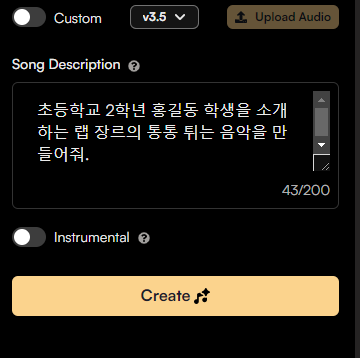 Custom
v3.5
Upload Audio
Song Description ?
초등학교 2학년 홍길동 학생을 소개
하는 랩 장르의 통통 튀는 음악을 만
들어줘.
43/200
Instrumental ?
Create